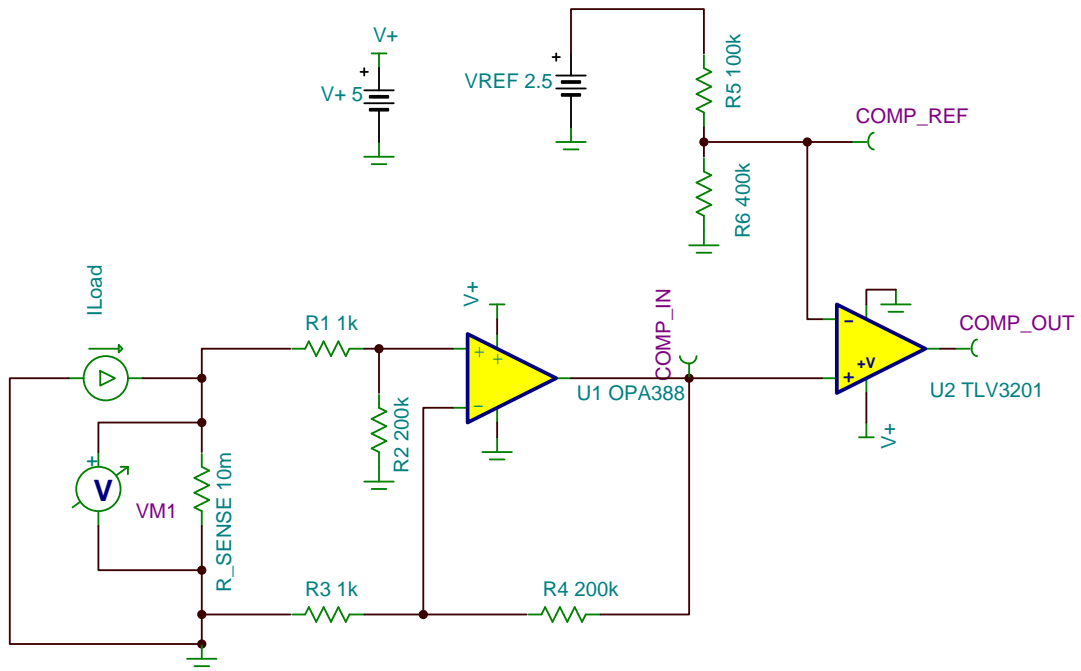 V+
+
V+ 5
+
VREF 2.5
R5 100k
COMP_REF
R6 400k
ILoad
R1 1k
V+
+
+
−
R2 200k
U1 OPA388
COMP_IN
−
+V
+
COMP_OUT
U2 TLV3201
V+
+
V
VM1
R_SENSE 10m
R3 1k
R4 200k